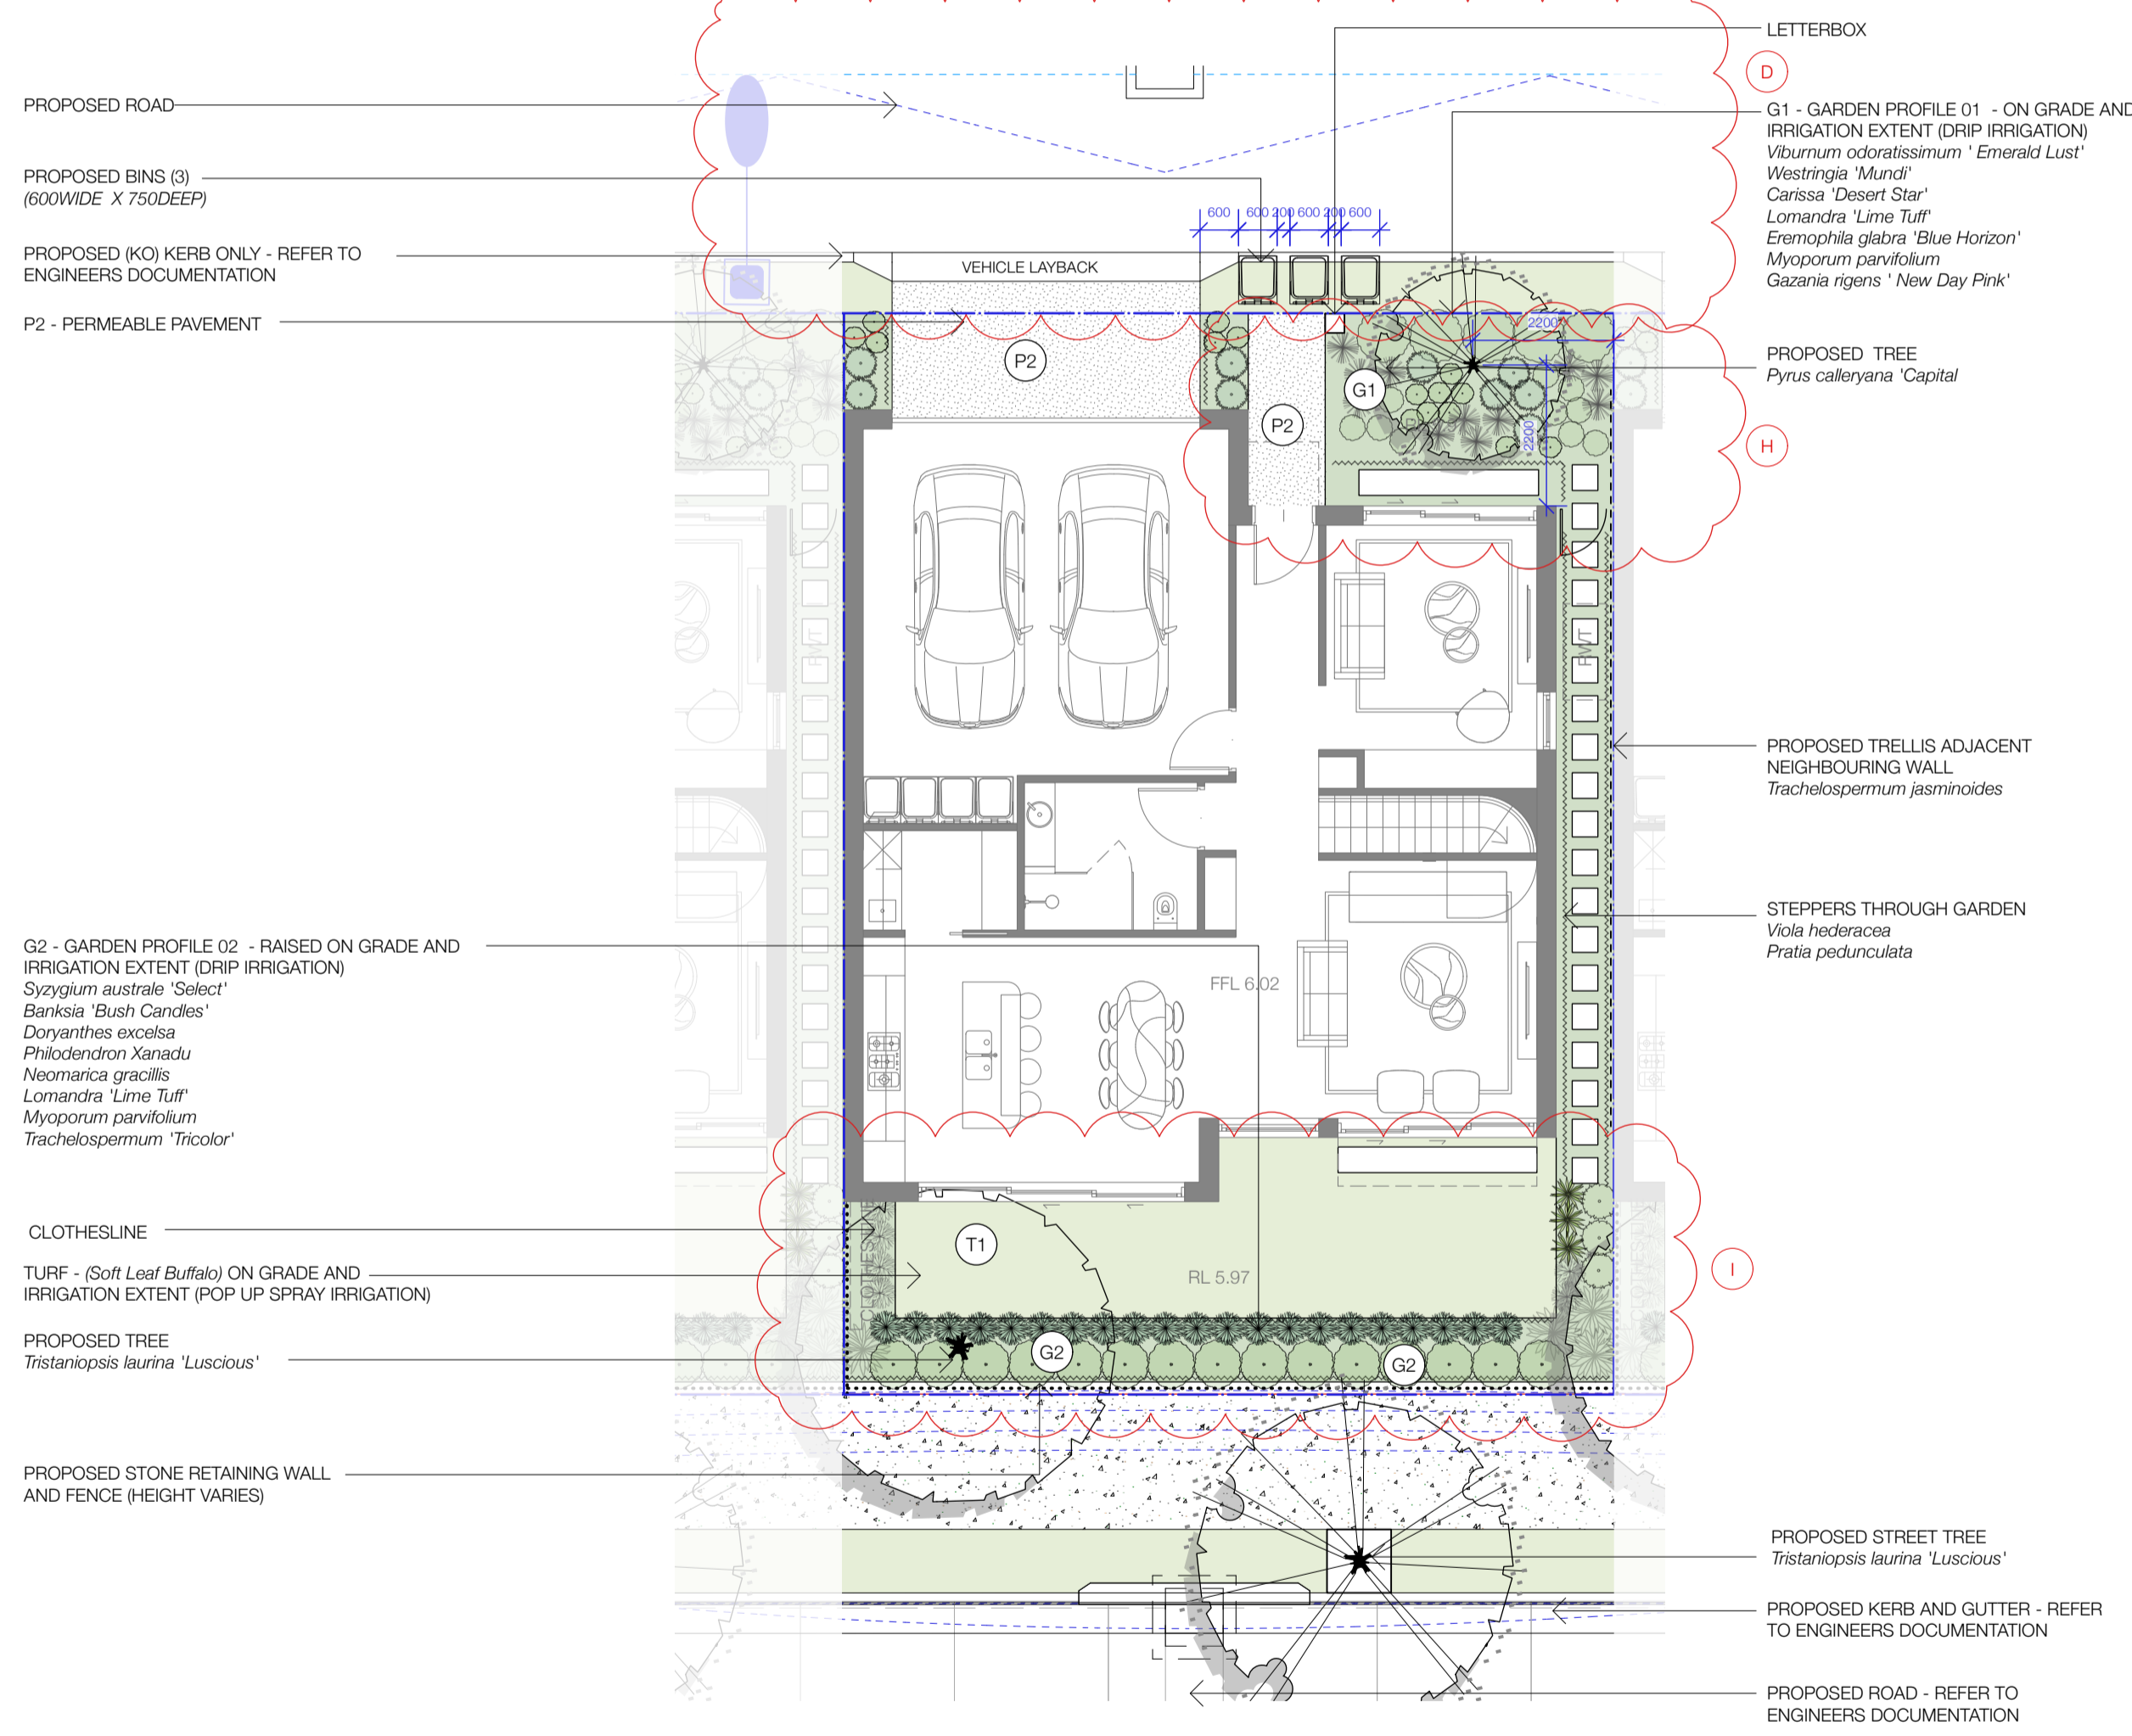 LETTERBOX
D
PROPOSED ROAD
G1 - GARDEN PROFILE 01 - ON GRADE AND
IRRIGATION EXTENT (DRIP IRRIGATION)
Viburnum odoratissimum ' Emerald Lust'
Westringia 'Mundi'
Carissa 'Desert Star'
Lomandra 'Lime Tuff'
Eremophila glabra 'Blue Horizon'
Myoporum parvifolium
Gazania rigens ' New Day Pink'
PROPOSED BINS (3)
(600WIDE X 750DEEP)
600 600 200 600 200 600
PROPOSED (KO) KERB ONLY - REFER TO
ENGINEERS DOCUMENTATION
VEHICLE LAYBACK
P2 - PERMEABLE PAVEMENT
2200
P2
G1
P2
2200
PROPOSED TREE
Pyrus calleryana 'Capital
H
RWT
RWT
PROPOSED TRELLIS ADJACENT
NEIGHBOURING WALL
Trachelospermum jasminoides
STEPPERS THROUGH GARDEN
Viola hederacea
Pratia pedunculata
G2 - GARDEN PROFILE 02 - RAISED ON GRADE AND
IRRIGATION EXTENT (DRIP IRRIGATION)
Syzygium australe 'Select'
Banksia 'Bush Candles'
Doryanthes excelsa
Philodendron Xanadu
Neomarica gracillis
Lomandra 'Lime Tuff'
Myoporum parvifolium
Trachelospermum 'Tricolor'
FFL 6.02
CLOTHESLINE
T1
I
TURF - (Soft Leaf Buffalo) ON GRADE AND
IRRIGATION EXTENT (POP UP SPRAY IRRIGATION)
RL 5.97
PROPOSED TREE
Tristaniopsis laurina 'Luscious'
G2
G2
PROPOSED STONE RETAINING WALL
AND FENCE (HEIGHT VARIES)
PROPOSED STREET TREE
Tristaniopsis laurina 'Luscious'
PROPOSED KERB AND GUTTER - REFER
TO ENGINEERS DOCUMENTATION
PROPOSED ROAD - REFER TO
ENGINEERS DOCUMENTATION